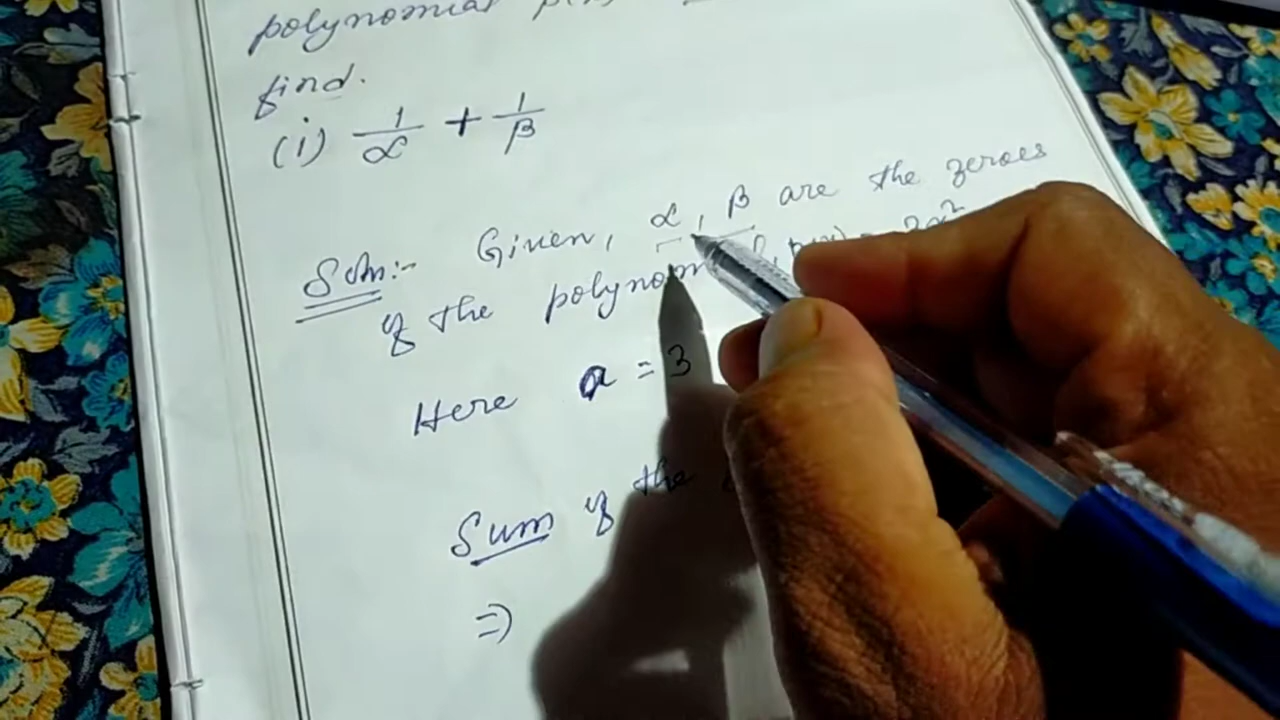 polynomial
find.
(i) 1/α + 1/β
Soln:- Given, α, β are the zeroes
of the polynom
Here a = 3
Sum of the
⇒